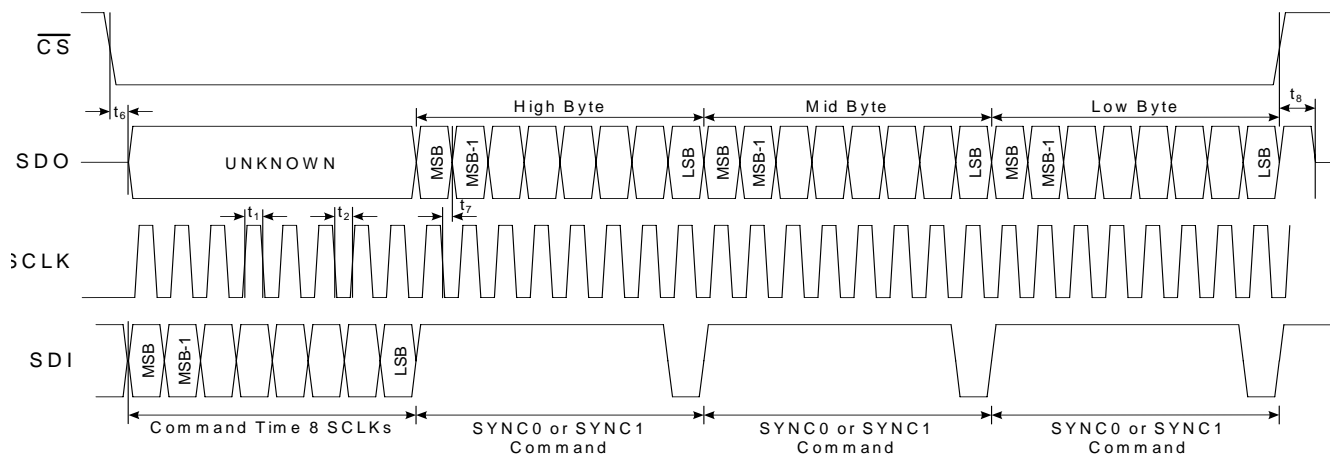 CS
t6
High Byte
Mid Byte
Low Byte
t8
SDO
UNKNOWN
MSB
MSB-1
LSB
MSB
MSB-1
LSB
MSB
MSB-1
LSB
t1
t2
t7
SCLK
SDI
MSB
MSB-1
LSB
Command Time 8 SCLKs
SYNC0 or SYNC1
Command
SYNC0 or SYNC1
Command
SYNC0 or SYNC1
Command